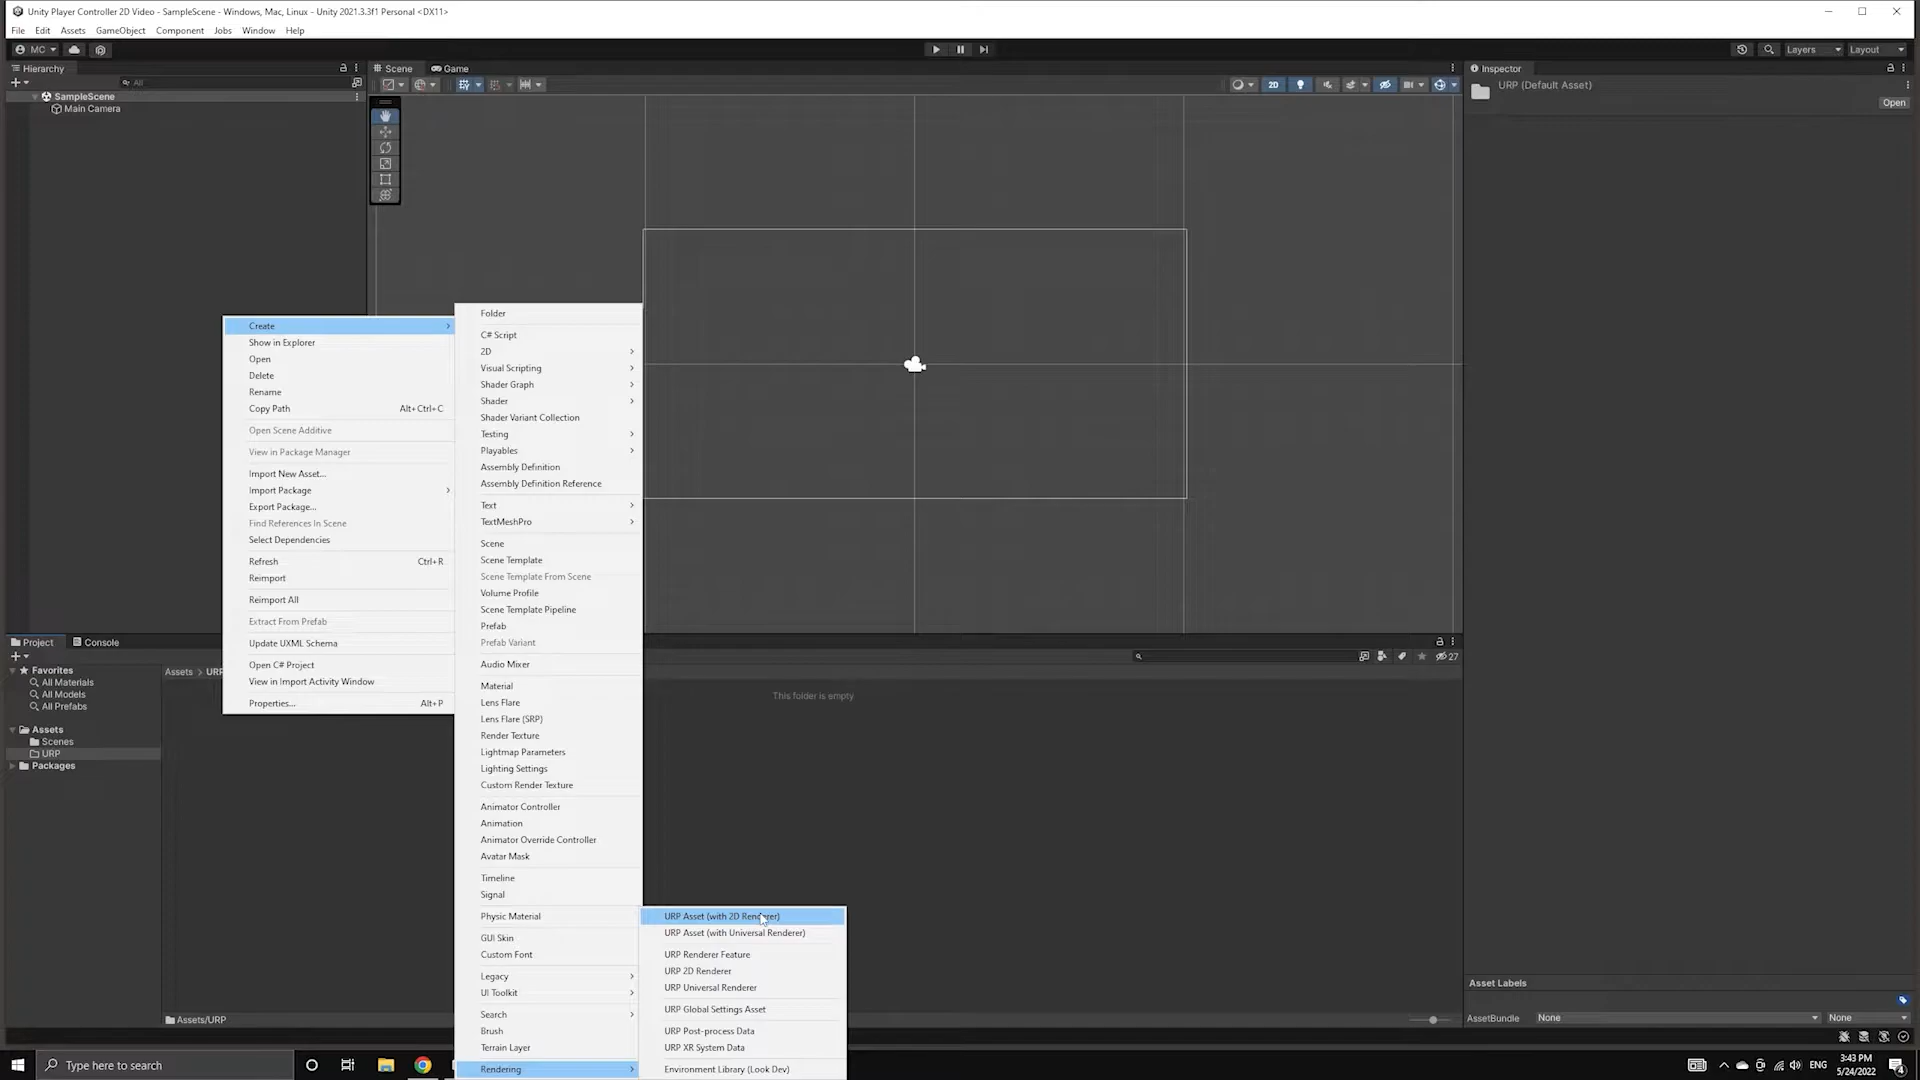 Unity Player Controller 2D Video - SampleScene - Windows, Mac, Linux - Unity 2021.3.3f1 Personal <DX11>
File Edit Assets GameObject Component Jobs Window Help
MC Layers Layout
Hierarchy Scene Game Inspector
All
URP (Default Asset)
Open
2D
SampleScene
Main Camera
Create
Show in Explorer
Open
Delete
Rename
Copy Path Alt+Ctrl+C
Open Scene Additive
View in Package Manager
Import New Asset...
Import Package
Export Package...
Find References In Scene
Select Dependencies
Refresh Ctrl+R
Reimport
Reimport All
Extract From Prefab
Update UXML Schema
Open C# Project
View in Import Activity Window
Properties... Alt+P
Folder
C# Script
2D
Visual Scripting
Shader Graph
Shader
Shader Variant Collection
Testing
Playables
Assembly Definition
Assembly Definition Reference
Text
TextMeshPro
Scene
Scene Template
Scene Template From Scene
Volume Profile
Scene Template Pipeline
Prefab
Prefab Variant
Audio Mixer
Material
Lens Flare
Lens Flare (SRP)
Render Texture
Lightmap Parameters
Lighting Settings
Custom Render Texture
Animator Controller
Animation
Animator Override Controller
Avatar Mask
Timeline
Signal
Physic Material
GUI Skin
Custom Font
Legacy
UI Toolkit
Search
Brush
Terrain Layer
Rendering
URP Asset (with 2D Renderer)
URP Asset (with Universal Renderer)
URP Renderer Feature
URP 2D Renderer
URP Universal Renderer
URP Global Settings Asset
URP Post-process Data
URP XR System Data
Environment Library (Look Dev)
Project Console
27
Favorites
All Materials
All Models
All Prefabs
Assets
Scenes
URP
Packages
Assets > URP
This folder is empty
Assets/URP
Asset Labels
AssetBundle None None
Type here to search
ENG
3:43 PM
5/24/2022
4